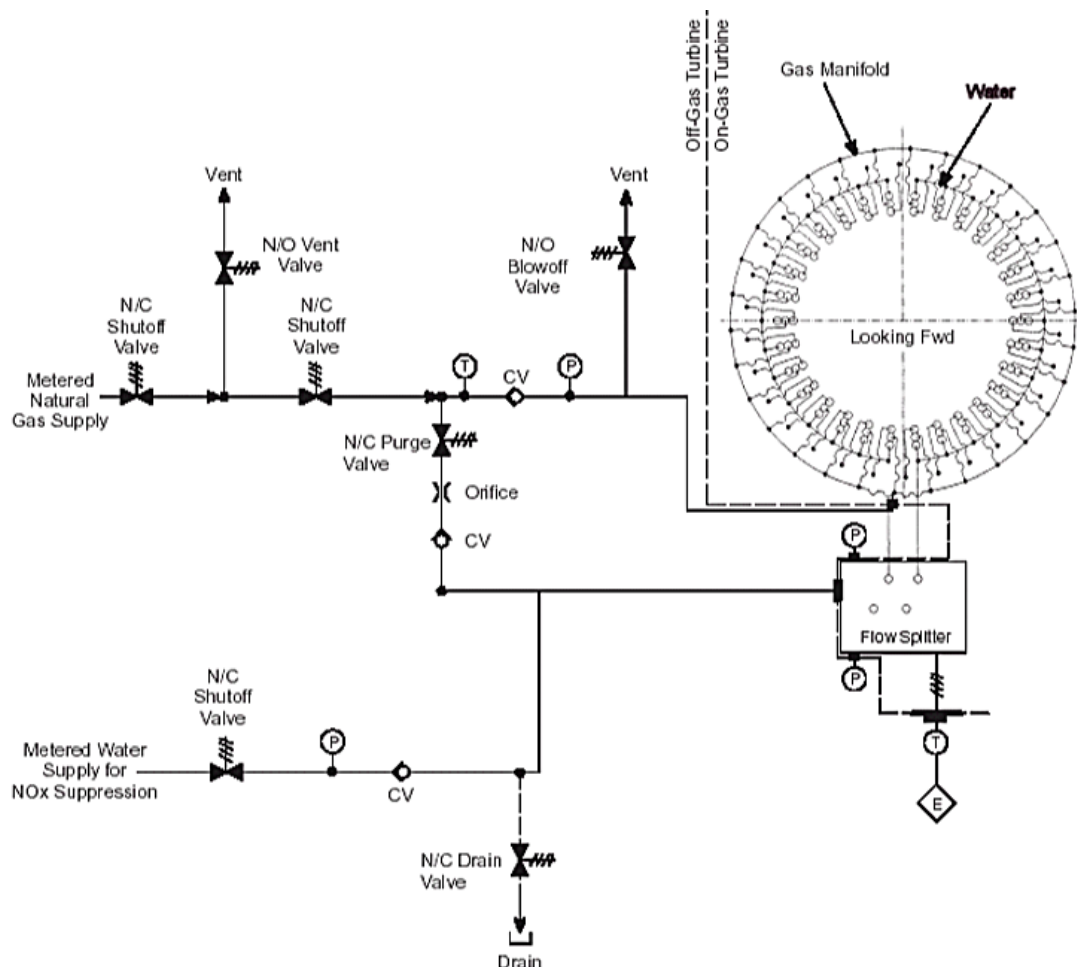 Off-Gas Turbine
On-Gas Turbine
Gas Manifold
Water
Vent
Vent
N/O Vent
Valve
N/O
Blowoff
Valve
N/C
Shutoff
Valve
N/C
Shutoff
Valve
Looking Fwd
Metered
Natural
Gas Supply
T
CV
P
N/C Purge
Valve
Orifice
CV
P
Flow Splitter
P
N/C
Shutoff
Valve
Metered Water
Supply for
NOx Suppression
P
CV
T
E
N/C Drain
Valve
Drain